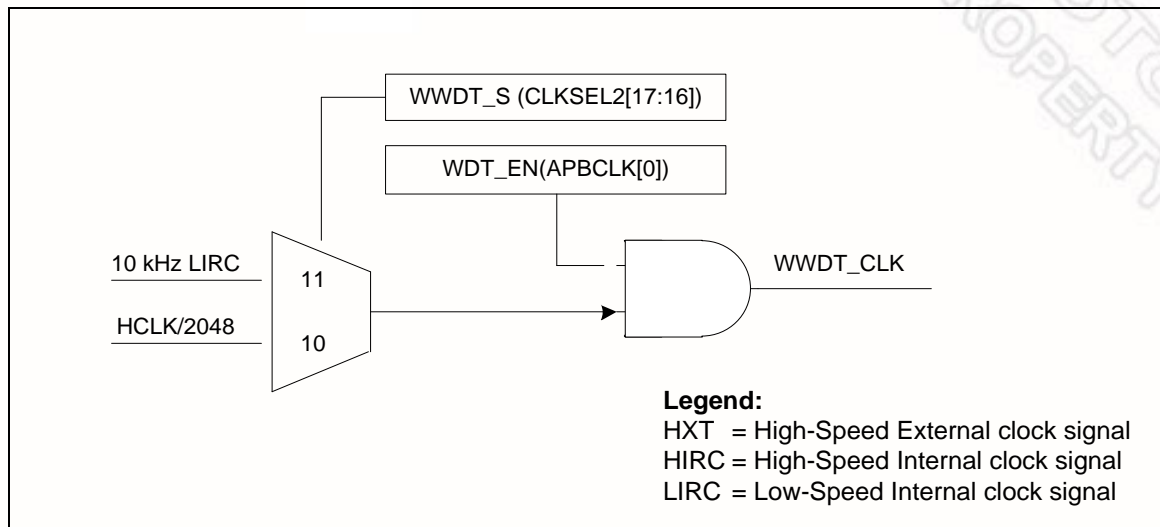 WWDT_S (CLKSEL2[17:16])
WDT_EN(APBCLK[0])
10 kHz LIRC
11
WWDT_CLK
HCLK/2048
10
Legend:
HXT = High-Speed External clock signal
HIRC = High-Speed Internal clock signal
LIRC = Low-Speed Internal clock signal